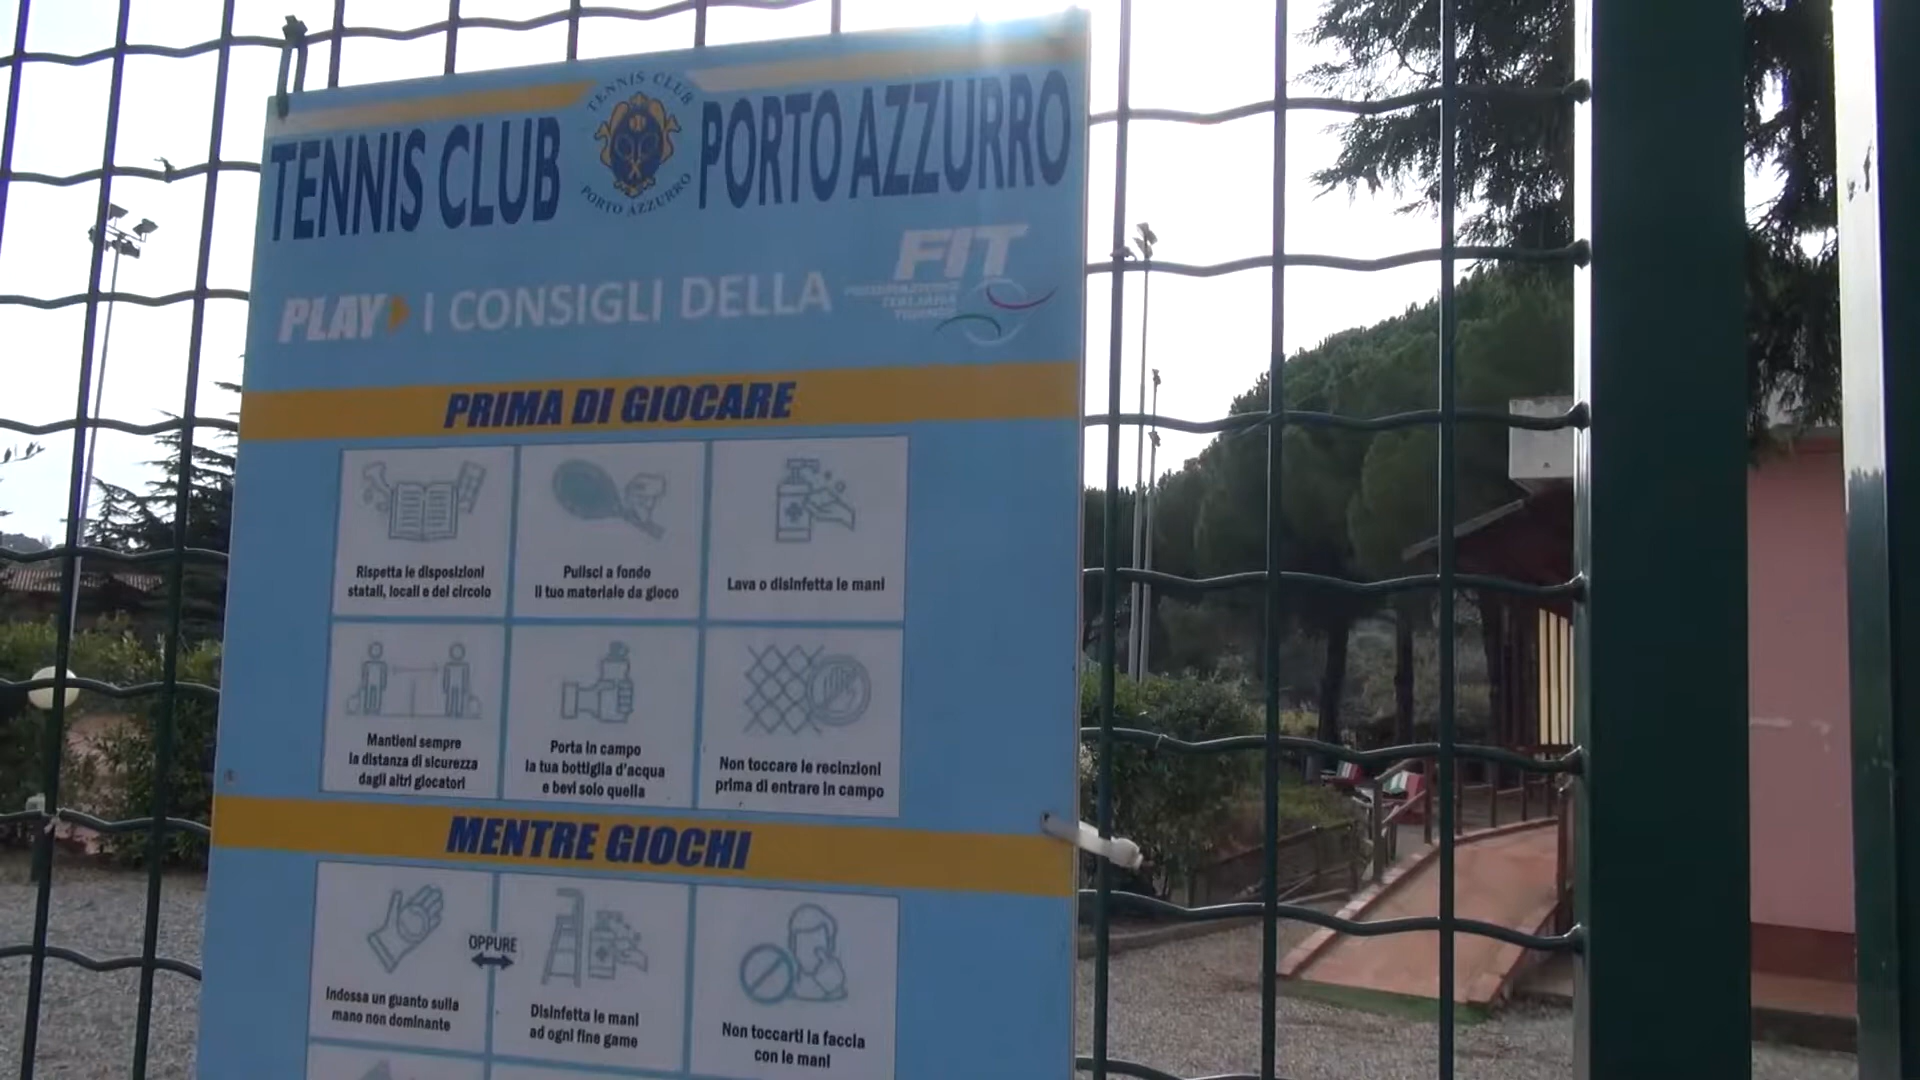 TENNIS CLUB PORTO AZZURRO
TENNIS CLUB
PORTO AZZURRO
PLAY I CONSIGLI DELLA FIT
FEDERAZIONE
ITALIANA
TENNIS
PRIMA DI GIOCARE
Rispetta le disposizioni
statali, locali e del circolo
Pulisci a fondo
il tuo materiale da gioco
Lava o disinfetta le mani
Mantieni sempre
la distanza di sicurezza
dagli altri giocatori
Porta in campo
la tua bottiglia d'acqua
e bevi solo quella
Non toccare le recinzioni
prima di entrare in campo
MENTRE GIOCHI
Indossa un guanto sulla
mano non dominante
OPPURE
Disinfetta le mani
ad ogni fine game
Non toccarti la faccia
con le mani